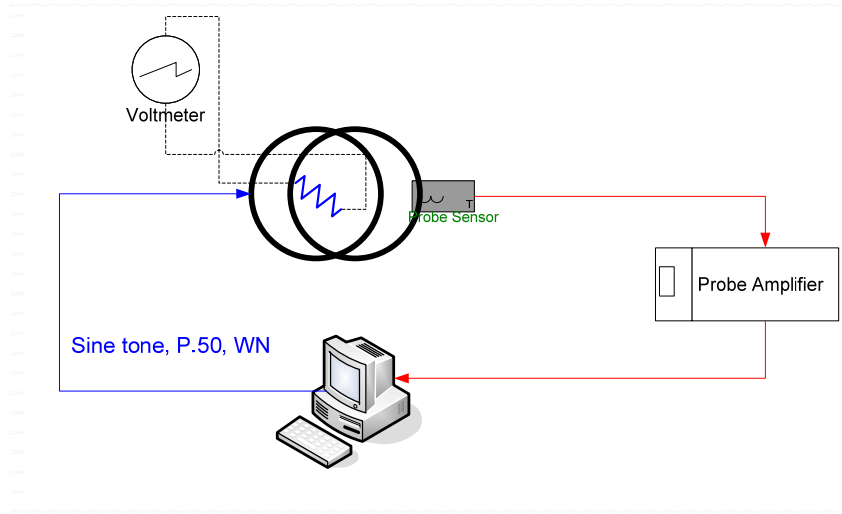 Voltmeter
T
Probe Sensor
Probe Amplifier
Sine tone, P.50, WN